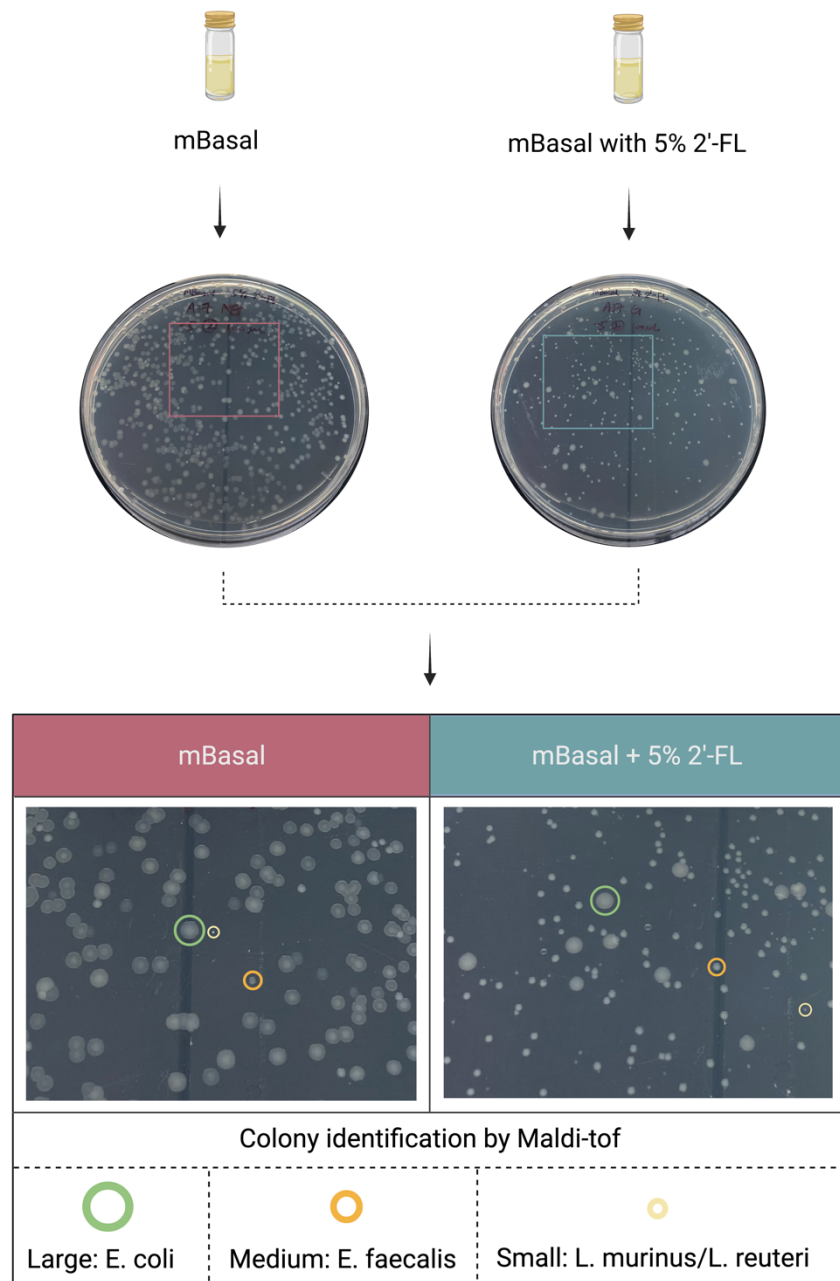 mBasal
mBasal with 5% 2'-FL
mBasal
mBasal + 5% 2'-FL
Colony identification by Maldi-tof
Large: E. coli
Medium: E. faecalis
Small: L. murinus/L. reuteri